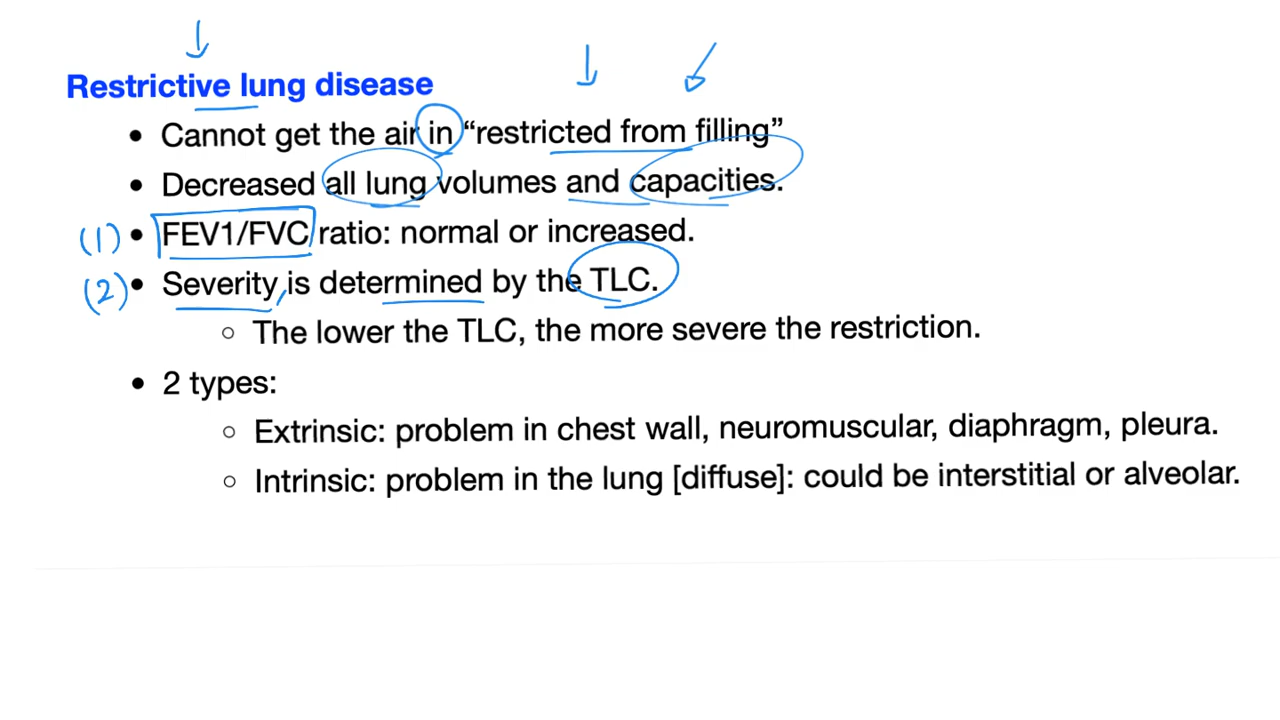 Restrictive lung disease
• Cannot get the air in “restricted from filling”
• Decreased all lung volumes and capacities.
(1) • FEV1/FVC ratio: normal or increased.
(2) • Severity is determined by the TLC.
○ The lower the TLC, the more severe the restriction.
• 2 types:
○ Extrinsic: problem in chest wall, neuromuscular, diaphragm, pleura.
○ Intrinsic: problem in the lung [diffuse]: could be interstitial or alveolar.